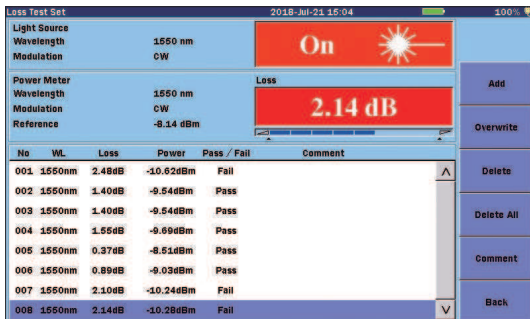 Loss Test Set 2018-Jul-21 15:04 100%
Light Source
Wavelength 1550 nm
Modulation CW
On
Power Meter
Wavelength 1550 nm
Modulation CW
Reference -8.14 dBm
Loss
2.14 dB
No WL Loss Power Pass / Fail Comment
001 1550nm 2.48dB -10.62dBm Fail
002 1550nm 1.40dB -9.54dBm Pass
003 1550nm 1.40dB -9.54dBm Pass
004 1550nm 1.55dB -9.69dBm Pass
005 1550nm 0.37dB -8.51dBm Pass
006 1550nm 0.89dB -9.03dBm Pass
007 1550nm 2.10dB -10.24dBm Fail
008 1550nm 2.14dB -10.28dBm Fail
Add
Overwrite
Delete
Delete All
Comment
Back